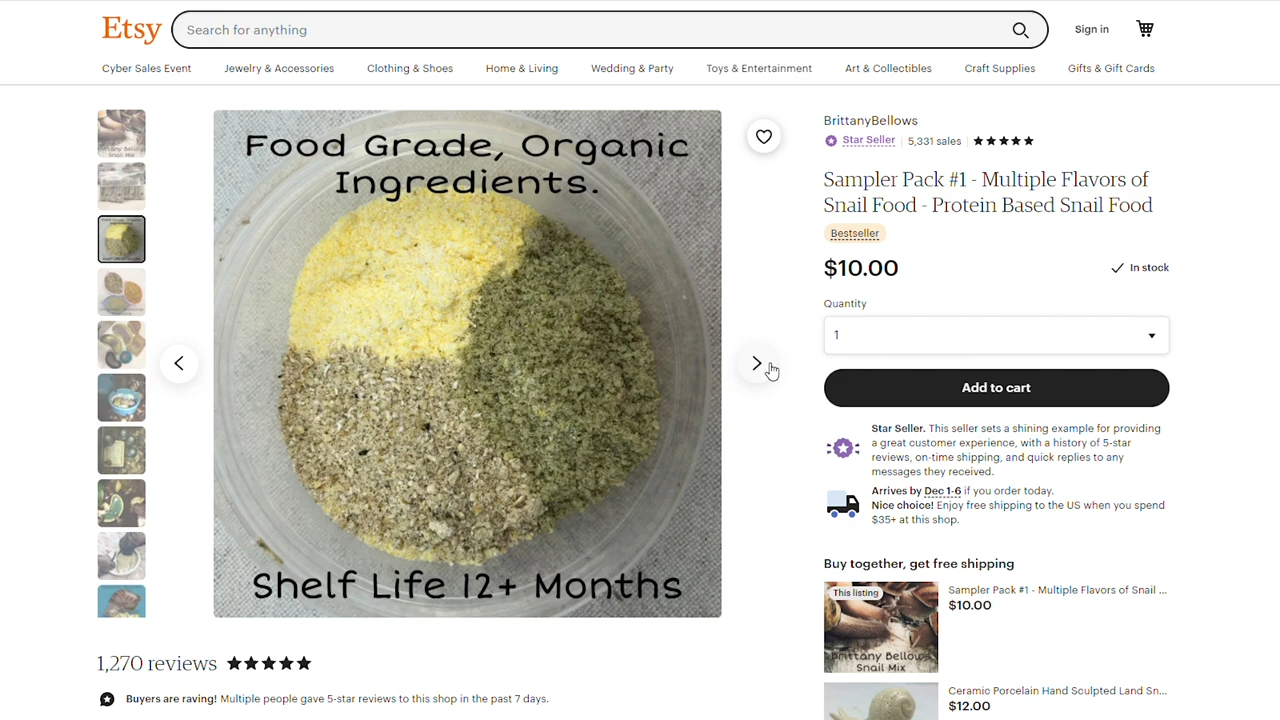 Etsy
Search for anything
Sign in
Cyber Sales Event
Jewelry & Accessories
Clothing & Shoes
Home & Living
Wedding & Party
Toys & Entertainment
Art & Collectibles
Craft Supplies
Gifts & Gift Cards
Food Grade, Organic
Ingredients.
Shelf Life 12+ Months
BrittanyBellows
Star Seller
5,331 sales
Sampler Pack #1 - Multiple Flavors of
Snail Food - Protein Based Snail Food
Bestseller
$10.00
In stock
Quantity
1
Add to cart
Star Seller. This seller sets a shining example for providing
a great customer experience, with a history of 5-star
reviews, on-time shipping, and quick replies to any
messages they received.
Arrives by Dec 1-6 if you order today.
Nice choice! Enjoy free shipping to the US when you spend
$35+ at this shop.
Buy together, get free shipping
This listing
Brittany Bellows
Snail Mix
Sampler Pack #1 - Multiple Flavors of Snail ...
$10.00
Ceramic Porcelain Hand Sculpted Land Sn...
$12.00
1,270 reviews
Buyers are raving! Multiple people gave 5-star reviews to this shop in the past 7 days.